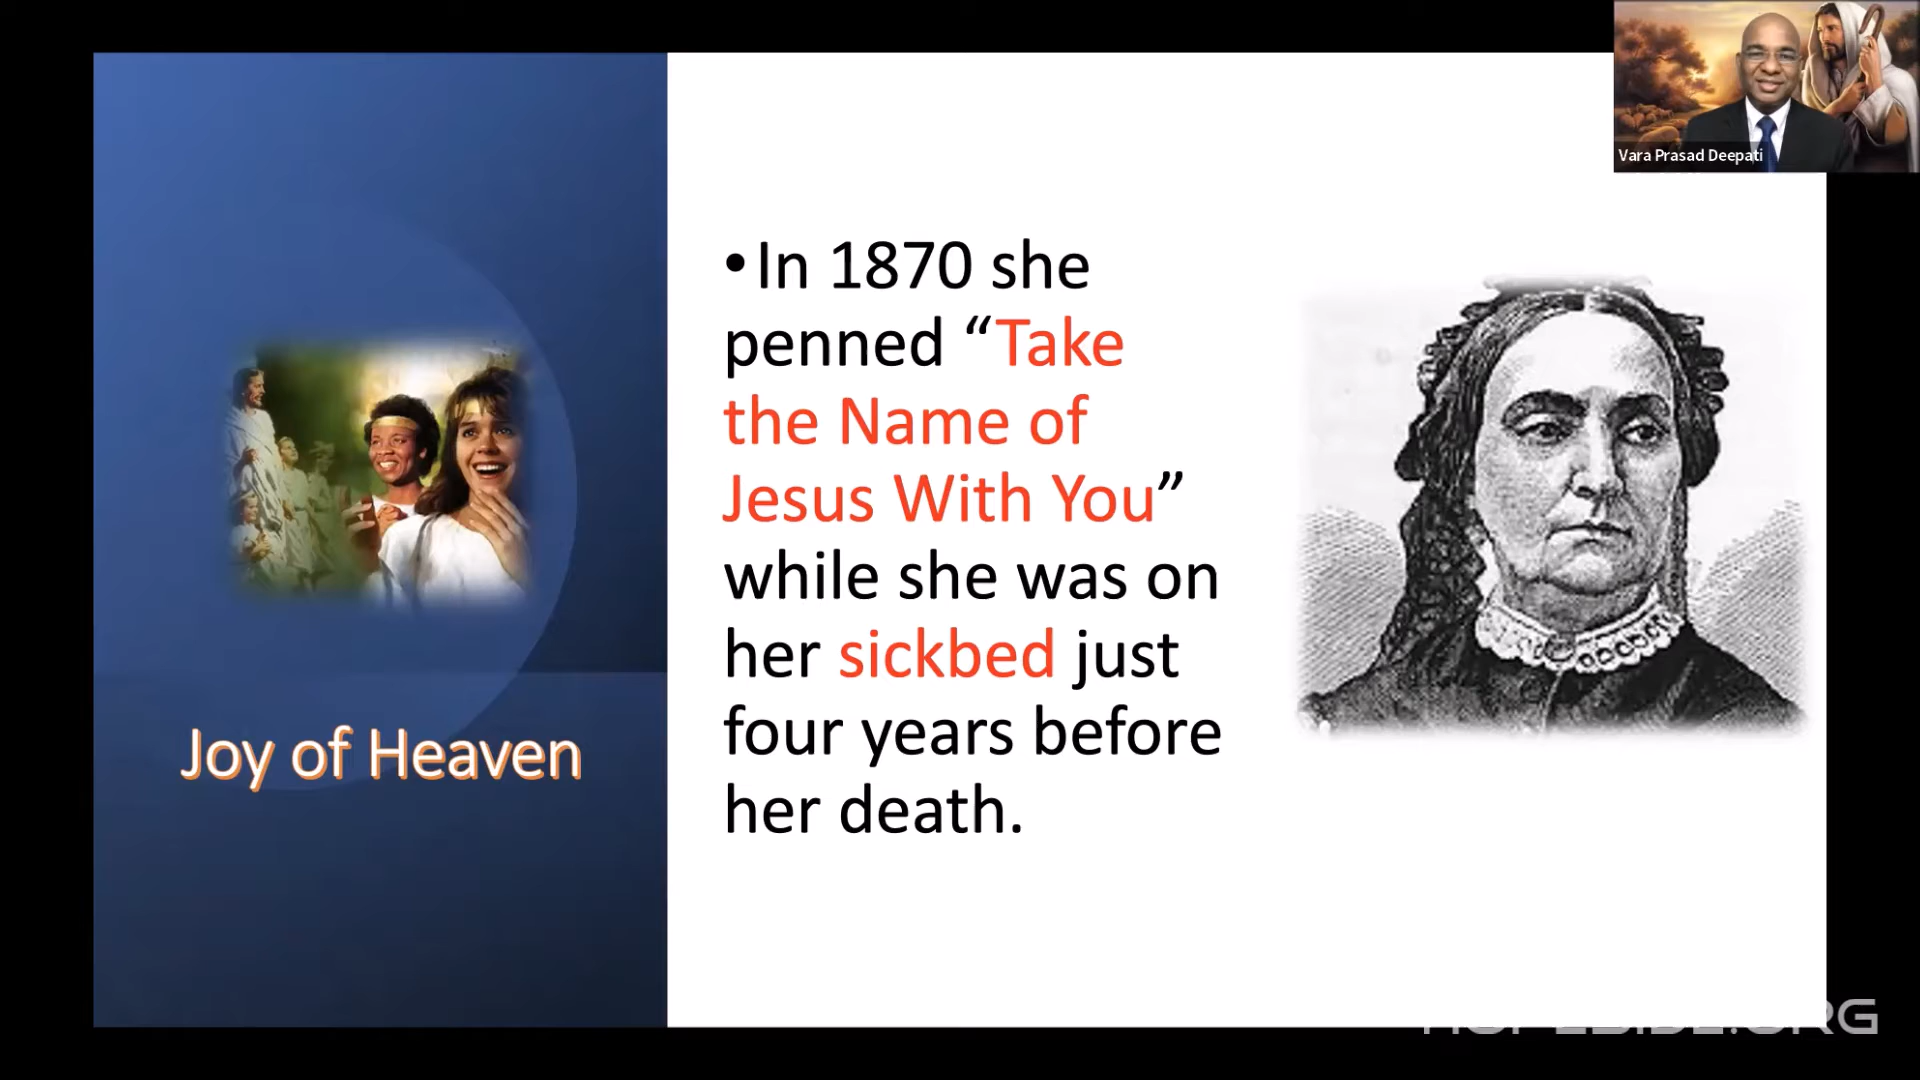 Vara Prasad Deepati
•In 1870 she
penned “Take
the Name of
Jesus With You”
while she was on
her sickbed just
four years before
her death.
Joy of Heaven